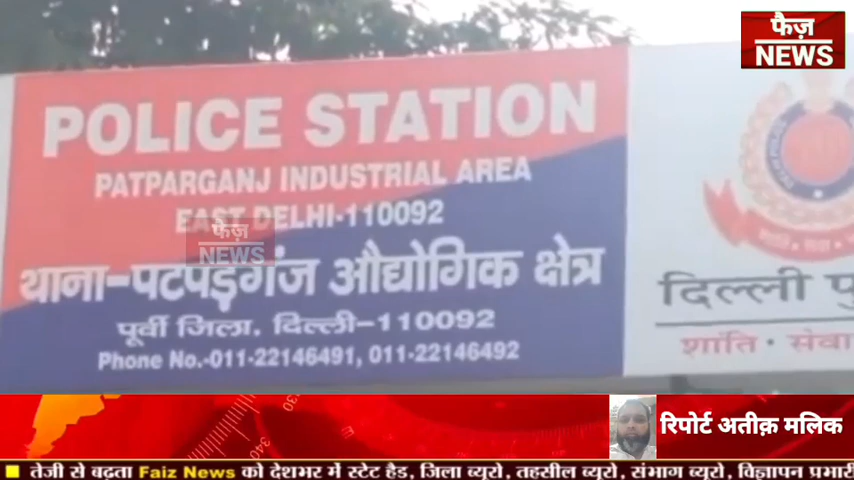 फैज़
NEWS
POLICE STATION
PATPARGANJ INDUSTRIAL AREA
EAST DELHI-110092
फैज़
NEWS
थाना-पटपड़गंज औद्योगिक क्षेत्र
पूर्वी जिला, दिल्ली-110092
Phone No.-011-22146491, 011-22146492
दिल्ली पु
शांति · सेवा
रिपोर्ट अतीक़ मलिक
तेजी से बढ़ता Faiz News को देशभर में स्टेट हैड, जिला ब्यूरो, तहसील ब्यूरो, संभाग ब्यूरो, विज्ञापन प्रभारी